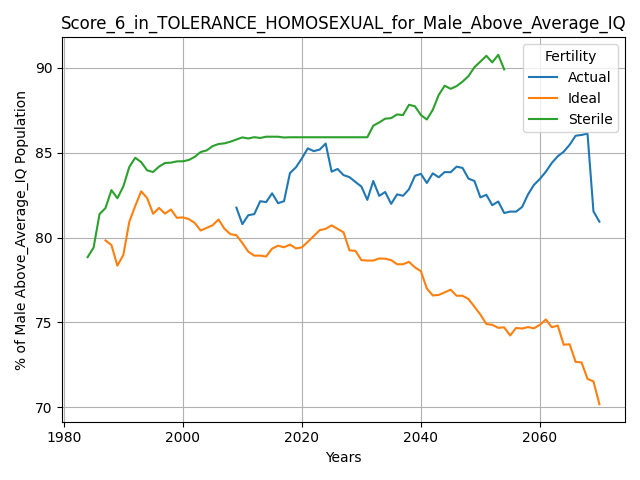 Score_6_in_TOLERANCE_HOMOSEXUAL_for_Male_Above_Average_IQ
% of Male Above_Average_IQ Population
90
85
80
75
70
Fertility
Actual
Ideal
Sterile
1980
2000
2020
2040
2060
Years